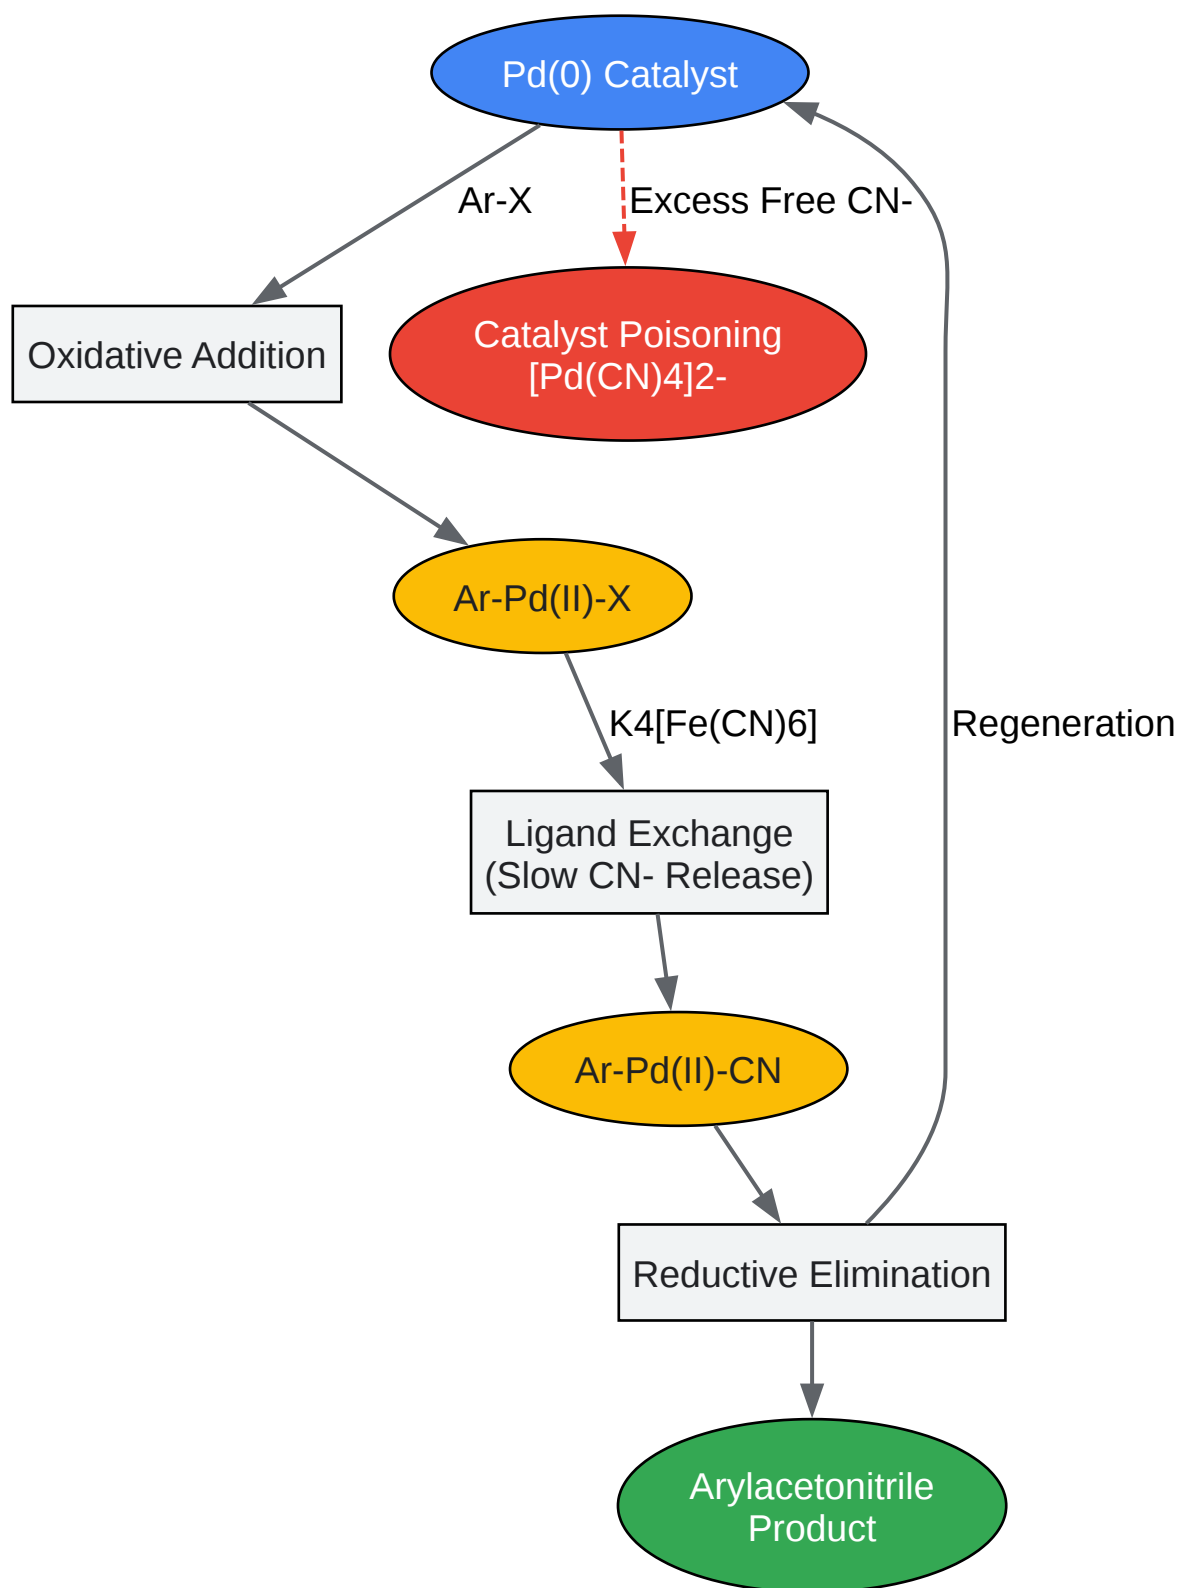 Pd(0) Catalyst
Ar-X
Excess Free CN-
Oxidative Addition
Catalyst Poisoning
[Pd(CN)4]2-
Ar-Pd(II)-X
K4[Fe(CN)6]
Regeneration
Ligand Exchange
(Slow CN- Release)
Ar-Pd(II)-CN
Reductive Elimination
Arylacetonitrile
Product